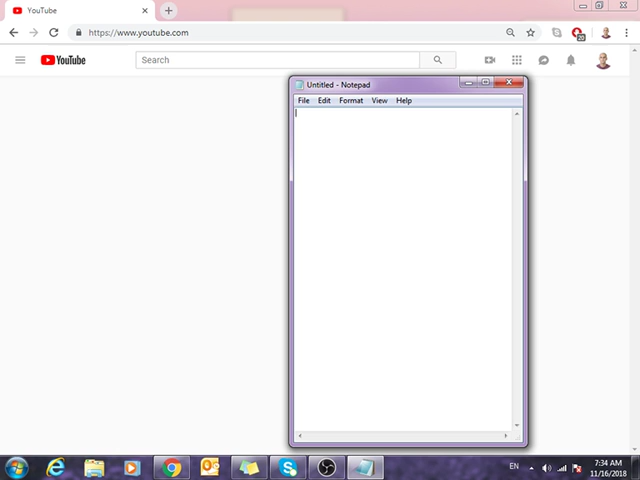 YouTube
https://www.youtube.com
20
YouTube
Search
Untitled - Notepad
File Edit Format View Help
EN
7:34 AM
11/16/2018